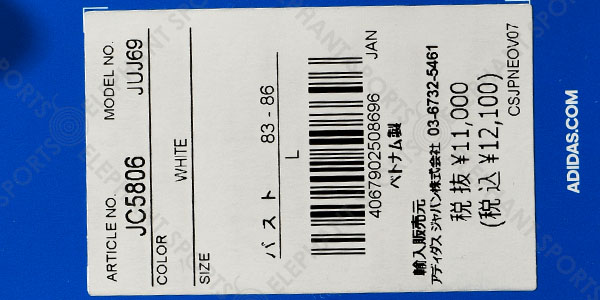 ARTICLE NO. MODEL NO.
JC5806 JUJ69
COLOR
WHITE
SIZE
バスト 83 - 86
L
JAN
4067902508696
ベトナム製
輸入販売元
アディダス ジャパン株式会社 03-6732-5461
税抜 ¥11,000
(税込 ¥12,100)
CSJPNEOV07
ADIDAS.COM
ELEPHANT SPORTS